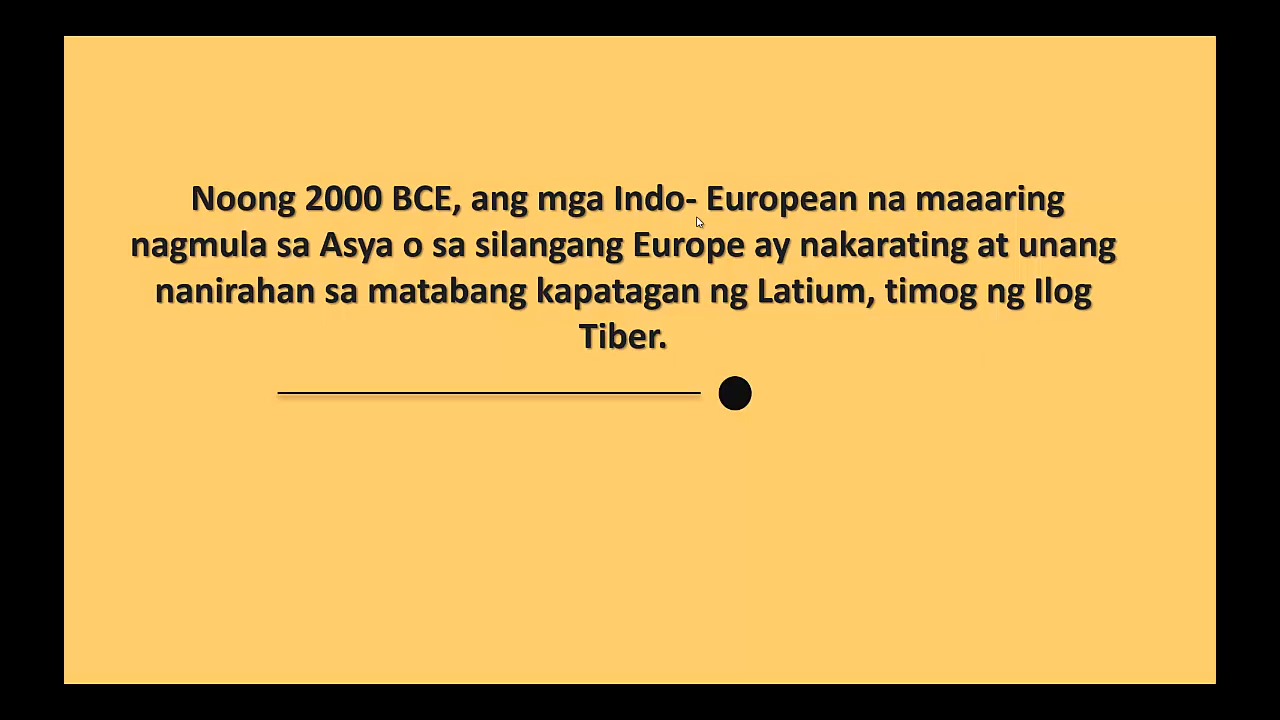 Noong 2000 BCE, ang mga Indo- European na maaaring
nagmula sa Asya o sa silangang Europe ay nakarating at unang
nanirahan sa matabang kapatagan ng Latium, timog ng Ilog
Tiber.